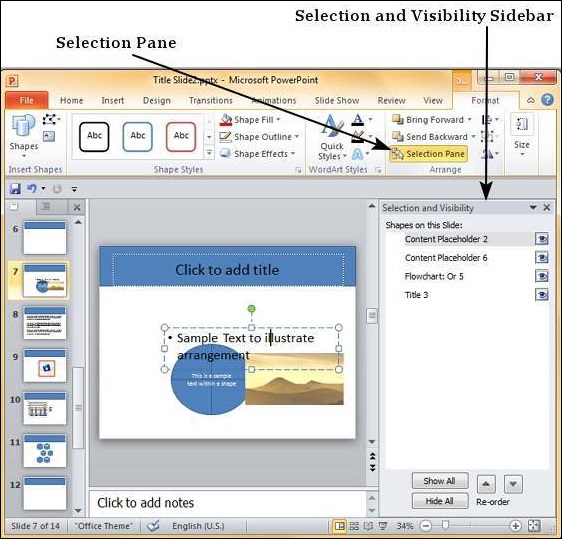 Selection and Visibility Sidebar
Selection Pane
Title Slide2.pptx - Microsoft PowerPoint
File Home Insert Design Transitions Animations Slide Show Review View Format
Abc Abc Abc
Shapes
Shape Fill
Shape Outline
Shape Effects
Quick
Styles
Bring Forward
Send Backward
Selection Pane
Size
Insert Shapes Shape Styles WordArt Styles Arrange
Selection and Visibility
Shapes on this Slide:
Content Placeholder 2
Content Placeholder 6
Flowchart: Or 5
Title 3
6
7
8
9
10
11
12
Click to add title
• Sample Text to illustrate
arrangement
This is a sample
text within a shape
Show All
Hide All
Re-order
Click to add notes
Slide 7 of 14 "Office Theme" English (U.S.) 34%